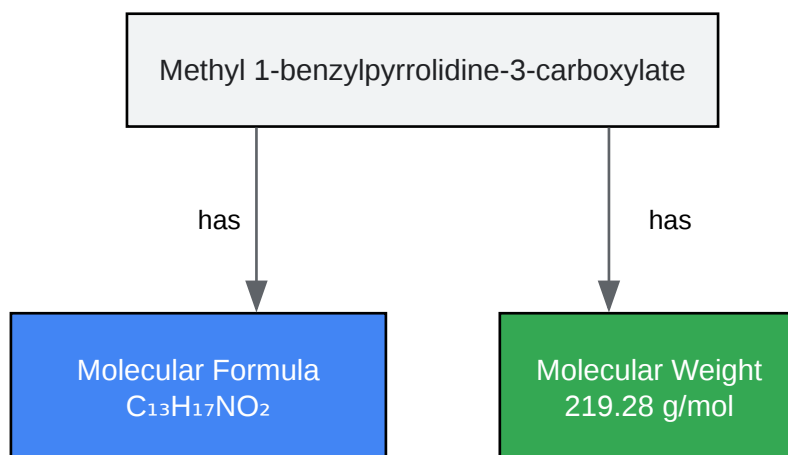 Methyl 1-benzylpyrrolidine-3-carboxylate
has
has
Molecular Formula
C₁₃H₁₇NO₂
Molecular Weight
219.28 g/mol